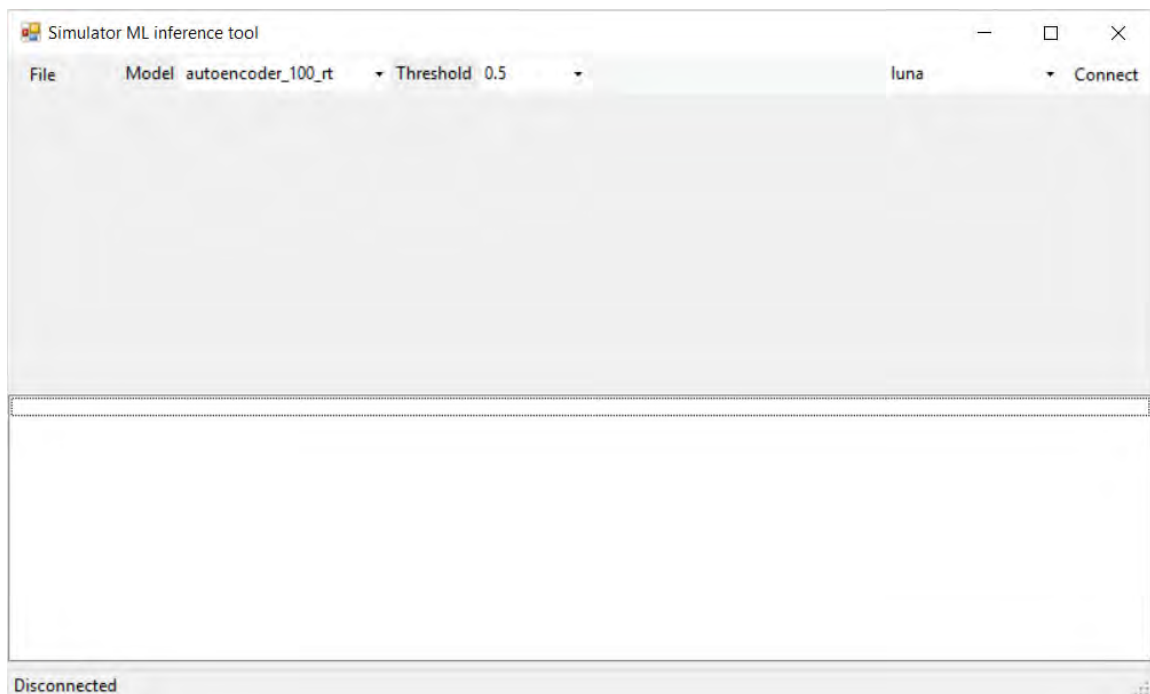 Simulator ML inference tool
File Model autoencoder_100_rt Threshold 0.5 luna Connect
Disconnected